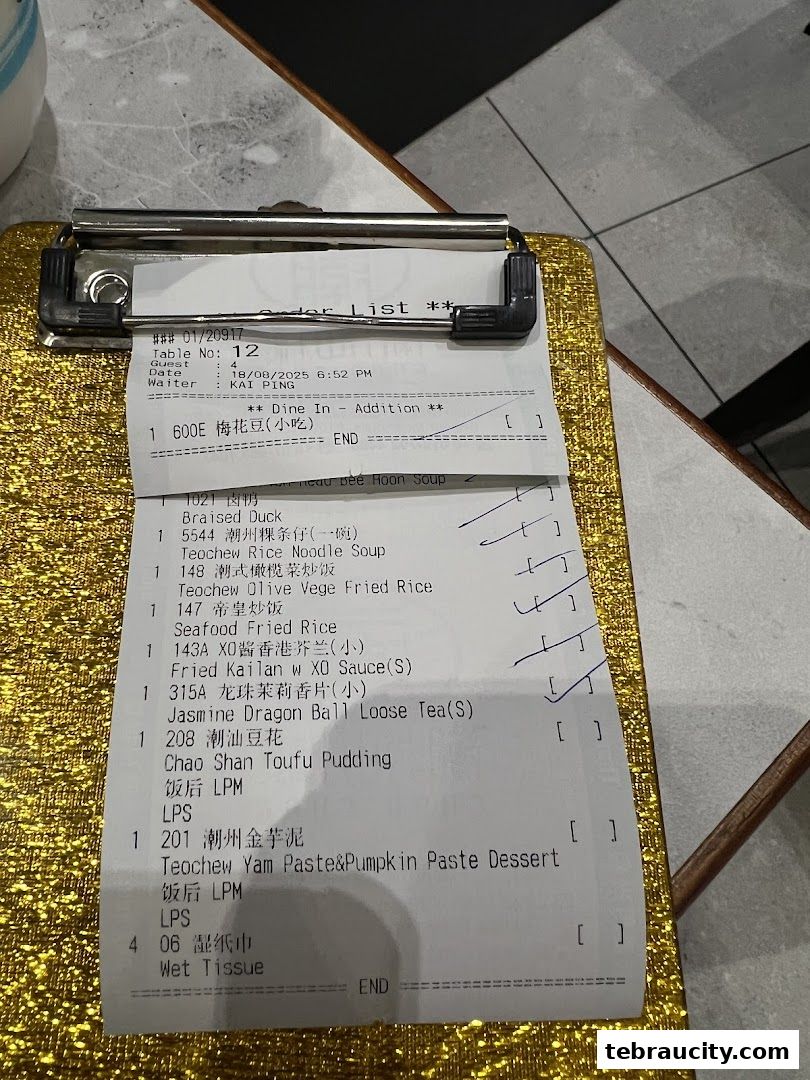 Order List **
### 01/20917
Table No: 12
Guest : 4
Date : 18/08/2025 6:52 PM
Waiter : KAI PING
** Dine In - Addition **
1 600E 梅花豆(小吃) [ ]
END
Head Bee Hoon Soup
1 1021 卤鸭 [ ]
Braised Duck
1 5544 潮州粿条仔(一碗) [ ]
Teochew Rice Noodle Soup
1 148 潮式橄榄菜炒饭 [ ]
Teochew Olive Vege Fried Rice
1 147 帝皇炒饭 [ ]
Seafood Fried Rice
1 143A XO酱香港芥兰(小) [ ]
Fried Kailan w XO Sauce(S)
1 315A 龙珠茉莉香片(小) [ ]
Jasmine Dragon Ball Loose Tea(S)
1 208 潮汕豆花 [ ]
Chao Shan Toufu Pudding
饭后 LPM
LPS
1 201 潮州金芋泥 [ ]
Teochew Yam Paste&Pumpkin Paste Dessert
饭后 LPM
LPS
4 06 湿纸巾 [ ]
Wet Tissue
END
tebraucity.com